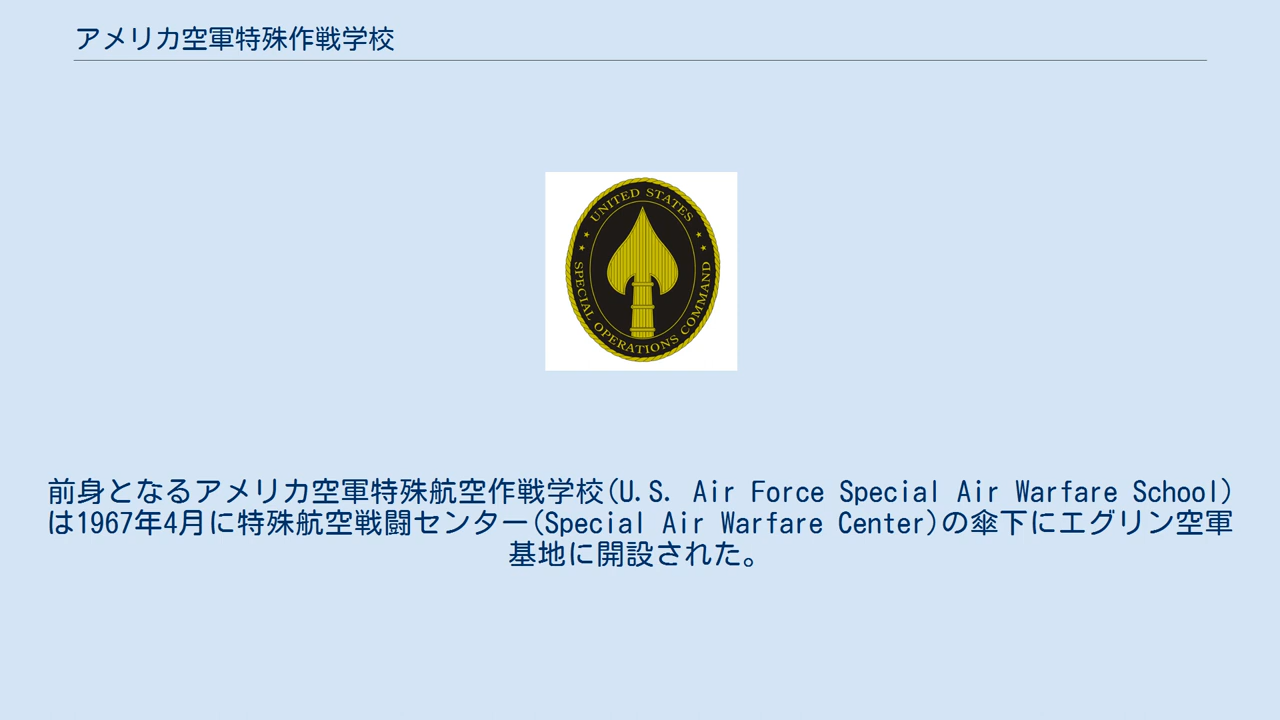 アメリカ空軍特殊作戦学校
UNITED STATES
SPECIAL OPERATIONS COMMAND
前身となるアメリカ空軍特殊航空作戦学校(U.S. Air Force Special Air Warfare School)
は1967年4月に特殊航空戦闘センター(Special Air Warfare Center)の傘下にエグリン空軍
基地に開設された。